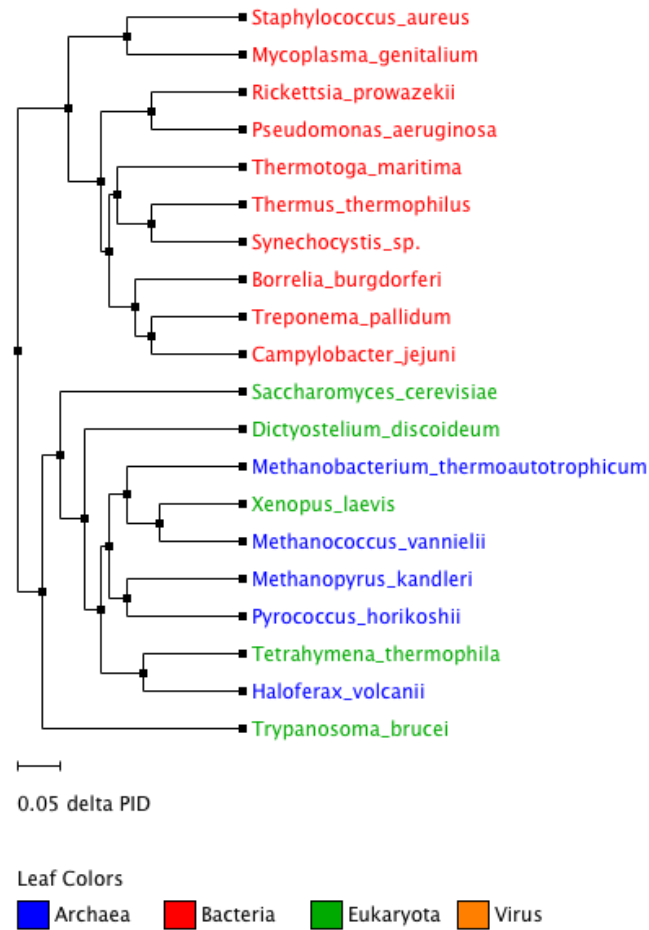 Staphylococcus_aureus
Mycoplasma_genitalium
Rickettsia_prowazekii
Pseudomonas_aeruginosa
Thermotoga_maritima
Thermus_thermophilus
Synechocystis_sp.
Borrelia_burgdorferi
Treponema_pallidum
Campylobacter_jejuni
Saccharomyces_cerevisiae
Dictyostelium_discoideum
Methanobacterium_thermoautotrophicum
Xenopus_laevis
Methanococcus_vannielii
Methanopyrus_kandleri
Pyrococcus_horikoshii
Tetrahymena_thermophila
Haloferax_volcanii
Trypanosoma_brucei
0.05 delta PID
Leaf Colors
Archaea Bacteria Eukaryota Virus